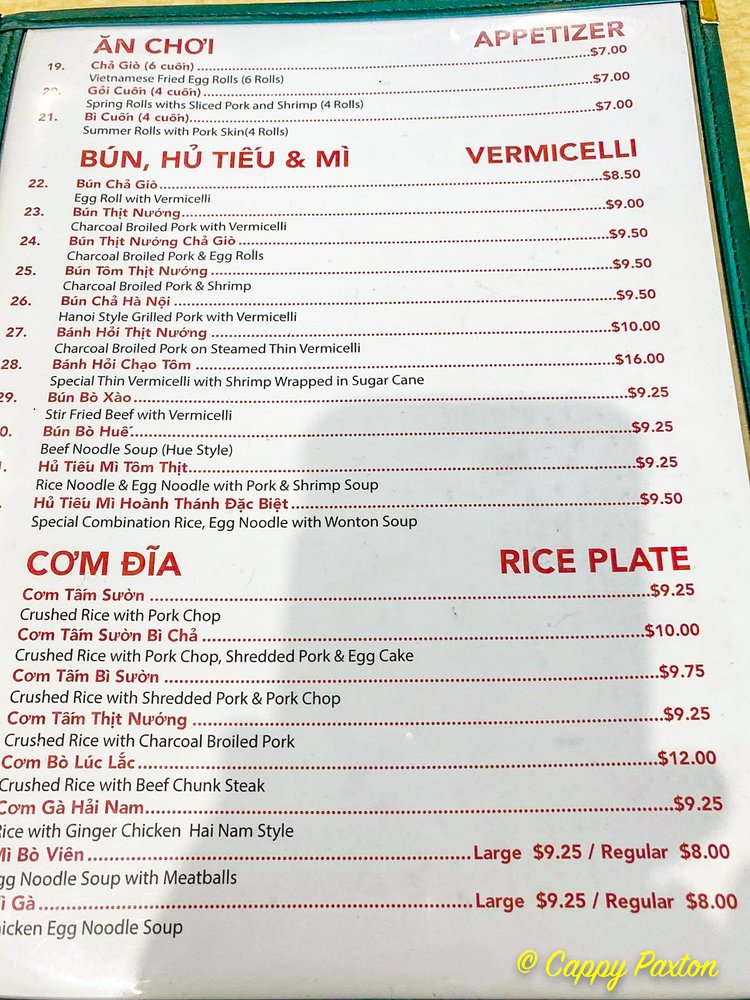 ĂN CHƠI APPETIZER
19. Chả Giò (6 cuốn) $7.00
Vietnamese Fried Egg Rolls (6 Rolls)
20. Gỏi Cuốn (4 cuốn) $7.00
Spring Rolls withs Sliced Pork and Shrimp (4 Rolls)
21. Bì Cuốn (4 cuốn) $7.00
Summer Rolls with Pork Skin(4 Rolls)
BÚN, HỦ TIẾU & MÌ VERMICELLI
22. Bún Chả Giò $8.50
Egg Roll with Vermicelli
23. Bún Thịt Nướng $9.00
Charcoal Broiled Pork with Vermicelli
24. Bún Thịt Nướng Chả Giò $9.50
Charcoal Broiled Pork & Egg Rolls
25. Bún Tôm Thịt Nướng $9.50
Charcoal Broiled Pork & Shrimp
26. Bún Chả Hà Nội $9.50
Hanoi Style Grilled Pork with Vermicelli
27. Bánh Hỏi Thịt Nướng $10.00
Charcoal Broiled Pork on Steamed Thin Vermicelli
28. Bánh Hỏi Chạo Tôm $16.00
Special Thin Vermicelli with Shrimp Wrapped in Sugar Cane
29. Bún Bò Xào $9.25
Stir Fried Beef with Vermicelli
0. Bún Bò Huế $9.25
Beef Noodle Soup (Hue Style)
Hủ Tiếu Mì Tôm Thịt $9.25
Rice Noodle & Egg Noodle with Pork & Shrimp Soup
Hủ Tiếu Mì Hoành Thánh Đặc Biệt $9.50
Special Combination Rice, Egg Noodle with Wonton Soup
CƠM ĐĨA RICE PLATE
Cơm Tấm Sườn $9.25
Crushed Rice with Pork Chop
Cơm Tấm Sườn Bì Chả $10.00
Crushed Rice with Pork Chop, Shredded Pork & Egg Cake
Cơm Tấm Bì Sườn $9.75
Crushed Rice with Shredded Pork & Pork Chop
Cơm Tấm Thịt Nướng $9.25
Crushed Rice with Charcoal Broiled Pork
Cơm Bò Lúc Lắc $12.00
Crushed Rice with Beef Chunk Steak
Cơm Gà Hải Nam $9.25
Rice with Ginger Chicken Hai Nam Style
Mì Bò Viên Large $9.25 / Regular $8.00
gg Noodle Soup with Meatballs
ì Gà Large $9.25 / Regular $8.00
icken Egg Noodle Soup
© Cappy Paxton